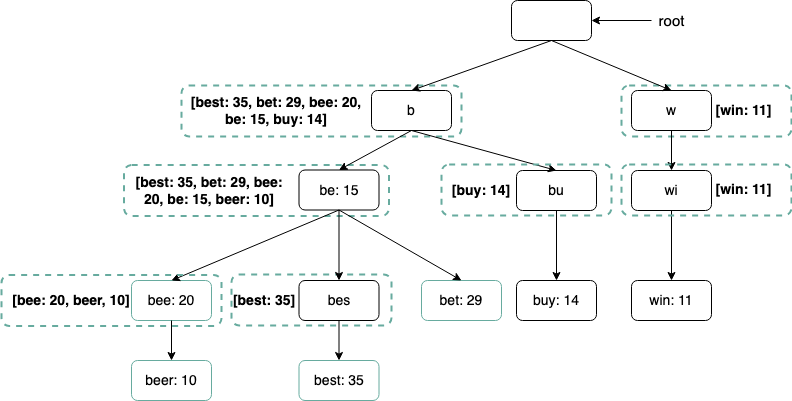 root
[best: 35, bet: 29, bee: 20,
be: 15, buy: 14]
b
w
[win: 11]
[best: 35, bet: 29, bee:
20, be: 15, beer: 10]
be: 15
[buy: 14]
bu
wi
[win: 11]
[bee: 20, beer, 10]
bee: 20
[best: 35]
bes
bet: 29
buy: 14
win: 11
beer: 10
best: 35